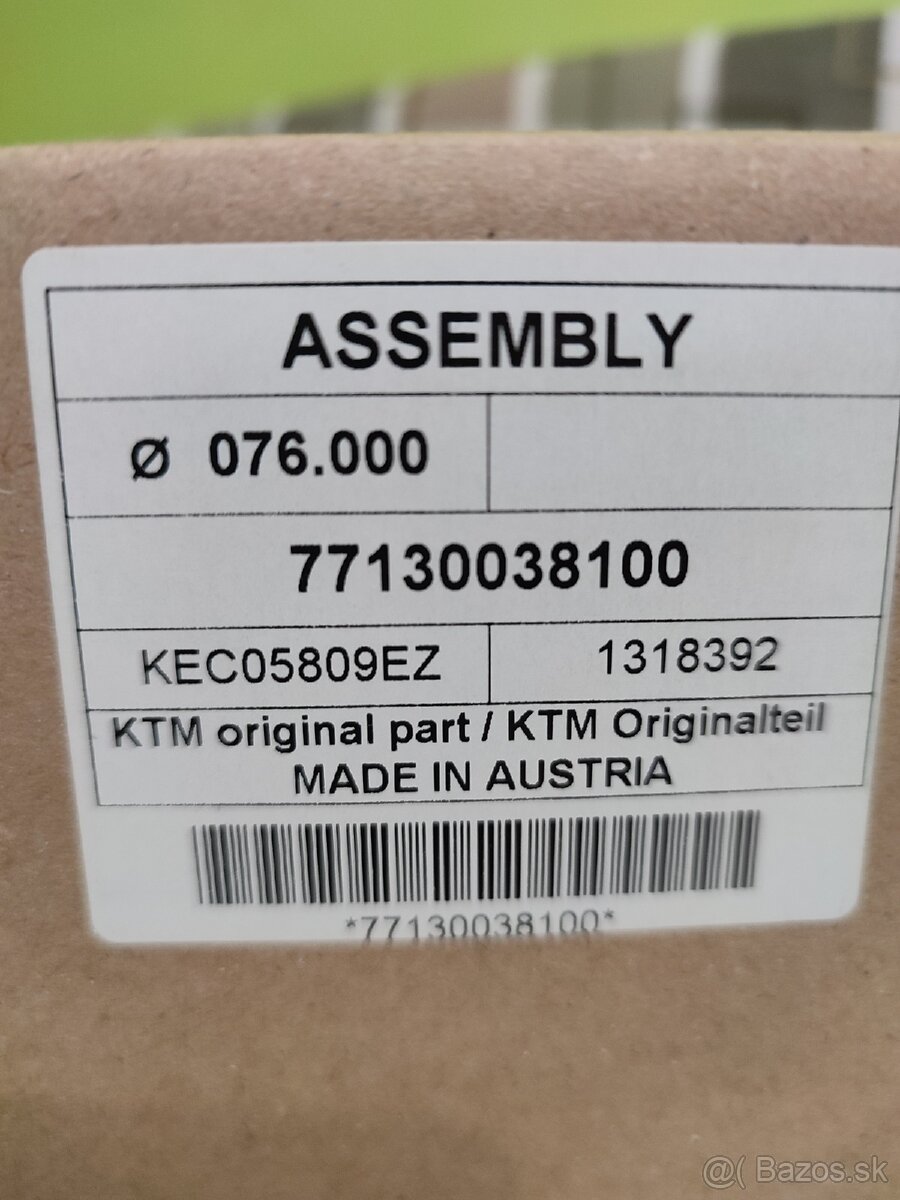 ASSEMBLY
Ø 076.000
77130038100
KEC05809EZ 1318392
KTM original part / KTM Originalteil
MADE IN AUSTRIA
*77130038100*
@( Bazos.sk